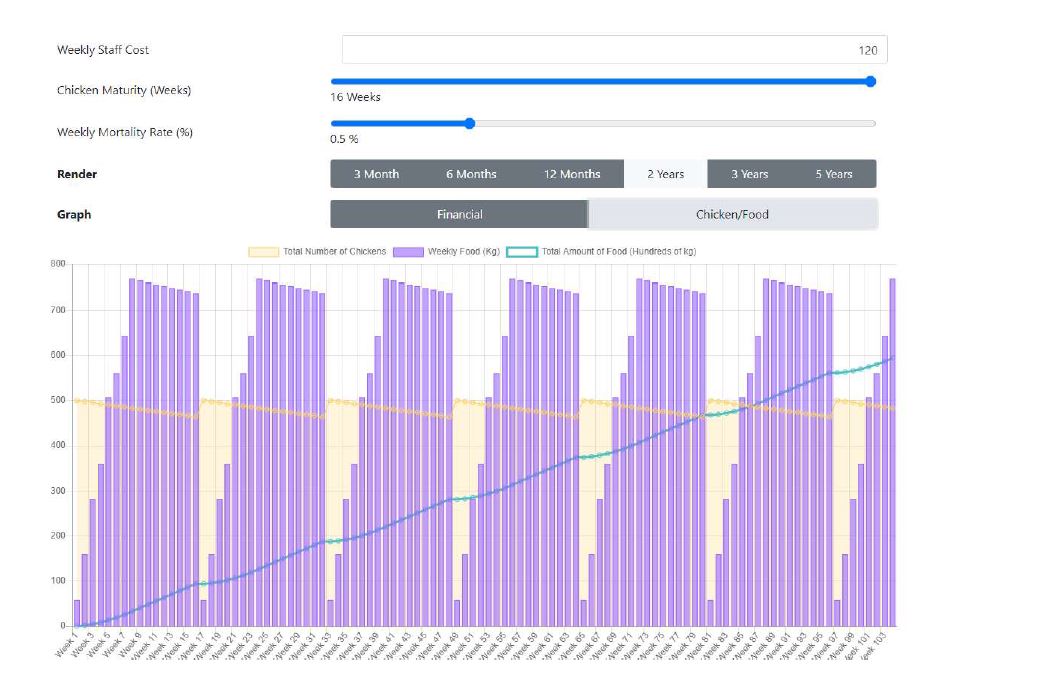 Weekly Staff Cost 120
Chicken Maturity (Weeks)
16 Weeks
Weekly Mortality Rate (%)
0.5 %
Render 3 Month 6 Months 12 Months 2 Years 3 Years 5 Years
Graph Financial Chicken/Food
Total Number of Chickens Weekly Food (Kg) Total Amount of Food (Hundreds of kg)
800
700
600
500
400
300
200
100
0
Week 1 Week 3 Week 5 Week 7 Week 9 Week 11 Week 13 Week 15 Week 17 Week 19 Week 21 Week 23 Week 25 Week 27 Week 29 Week 31 Week 33 Week 35 Week 37 Week 39 Week 41 Week 43 Week 45 Week 47 Week 49 Week 51 Week 53 Week 55 Week 57 Week 59 Week 61 Week 63 Week 65 Week 67 Week 69 Week 71 Week 73 Week 75 Week 77 Week 79 Week 81 Week 83 Week 85 Week 87 Week 89 Week 91 Week 93 Week 95 Week 97 Week 99 Week 101 Week 103